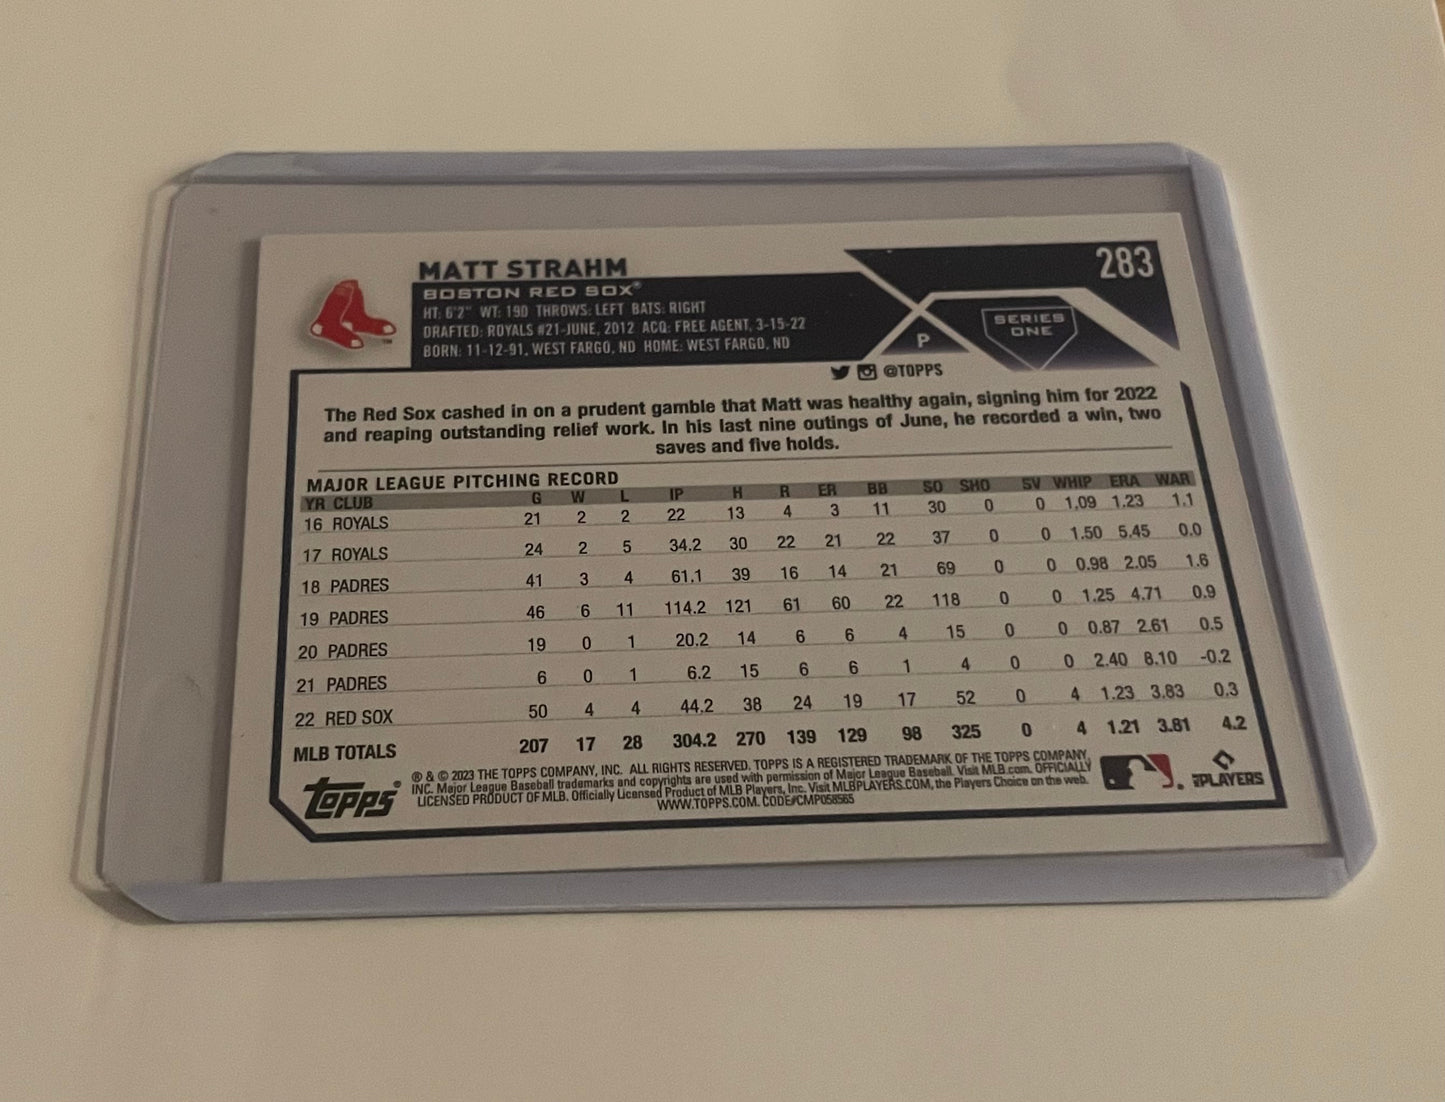 283
MATT STRAHM
BOSTON RED SOX®
HT: 6'2" WT: 190 THROWS: LEFT BATS: RIGHT
DRAFTED: ROYALS #21-JUNE, 2012 ACQ: FREE AGENT, 3-15-22
BORN: 11-12-91, WEST FARGO, ND HOME: WEST FARGO, ND
P
SERIES
ONE
@TOPPS
The Red Sox cashed in on a prudent gamble that Matt was healthy again, signing him for 2022
and reaping outstanding relief work. In his last nine outings of June, he recorded a win, two
saves and five holds.
MAJOR LEAGUE PITCHING RECORD
YR CLUB G W L IP H R ER BB SO SHO SV WHIP ERA WAR
16 ROYALS 21 2 2 22 13 4 3 11 30 0 0 1.09 1.23 1.1
17 ROYALS 24 2 5 34.2 30 22 21 22 37 0 0 1.50 5.45 0.0
18 PADRES 41 3 4 61.1 39 16 14 21 69 0 0 0.98 2.05 1.6
19 PADRES 46 6 11 114.2 121 61 60 22 118 0 0 1.25 4.71 0.9
20 PADRES 19 0 1 20.2 14 6 6 4 15 0 0 0.87 2.61 0.5
21 PADRES 6 0 1 6.2 15 6 6 1 4 0 0 2.40 8.10 -0.2
22 RED SOX 50 4 4 44.2 38 24 19 17 52 0 4 1.23 3.83 0.3
MLB TOTALS 207 17 28 304.2 270 139 129 98 325 0 4 1.21 3.81 4.2
topps®
® & © 2023 THE TOPPS COMPANY, INC. ALL RIGHTS RESERVED. TOPPS IS A REGISTERED TRADEMARK OF THE TOPPS COMPANY,
INC. Major League Baseball trademarks and copyrights are used with permission of Major League Baseball. Visit MLB.com. OFFICIALLY
LICENSED PRODUCT OF MLB. Officially Licensed Product of MLB Players, Inc. Visit MLBPLAYERS.COM, the Players Choice on the web.
WWW.TOPPS.COM. CODE#CMP058565
PLAYERS